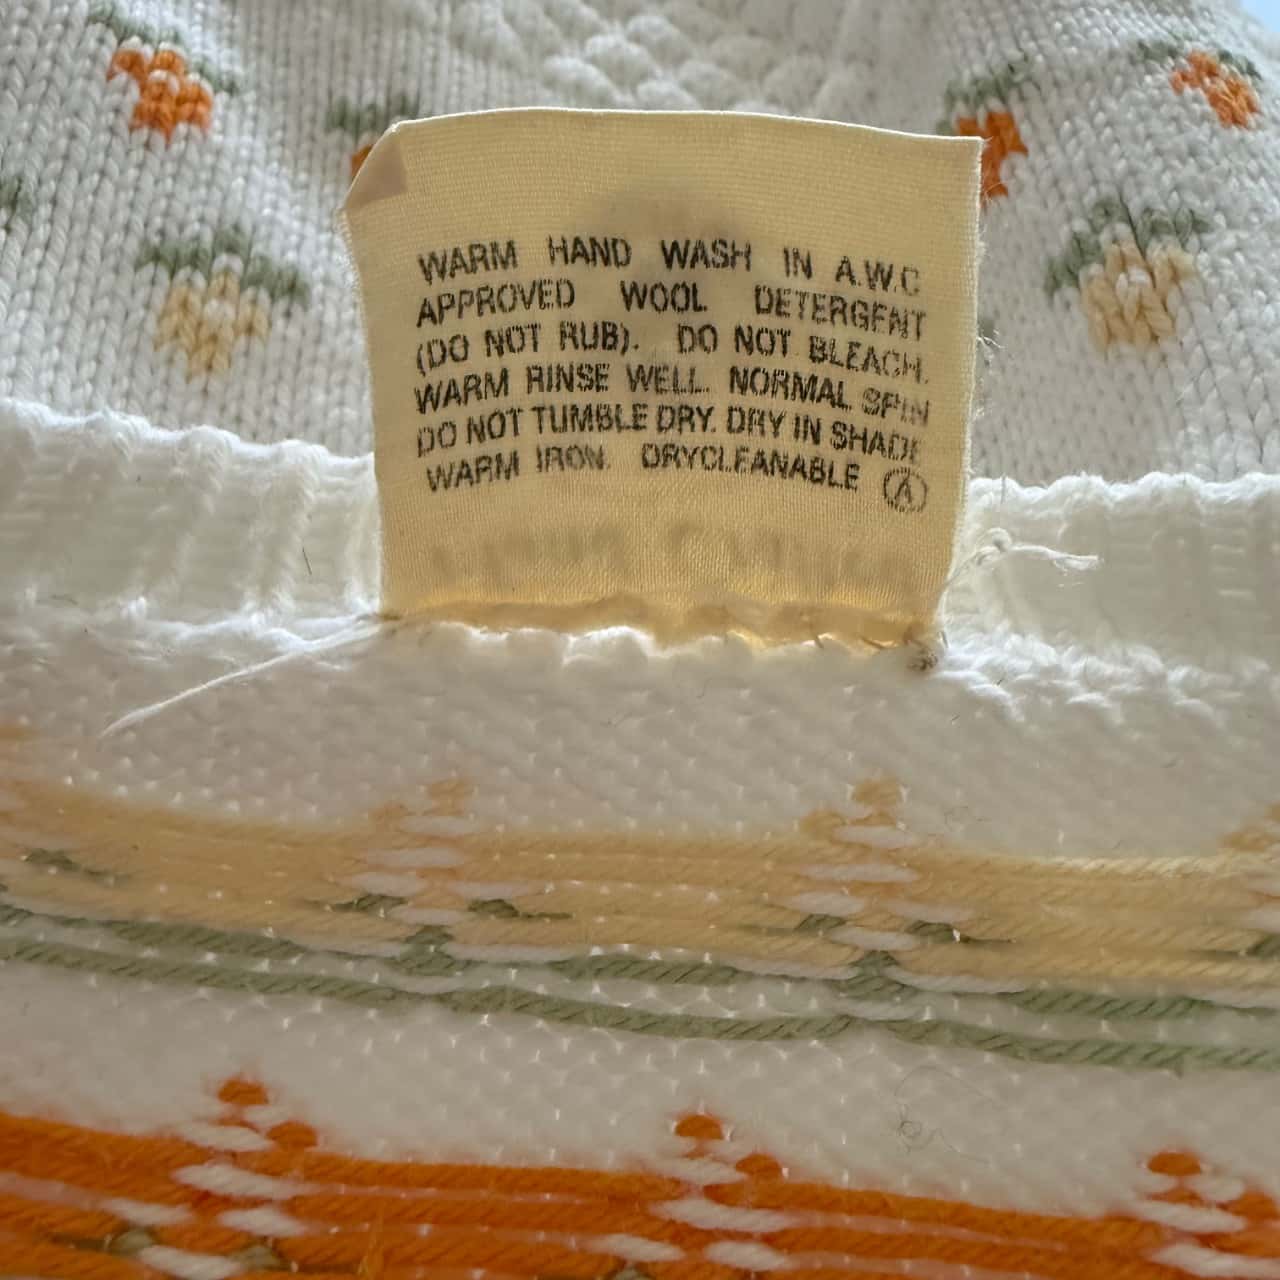 WARM HAND WASH IN A.W.C
APPROVED WOOL DETERGENT
(DO NOT RUB). DO NOT BLEACH.
WARM RINSE WELL. NORMAL SPIN
DO NOT TUMBLE DRY. DRY IN SHADE
WARM IRON. DRYCLEANABLE Ⓐ